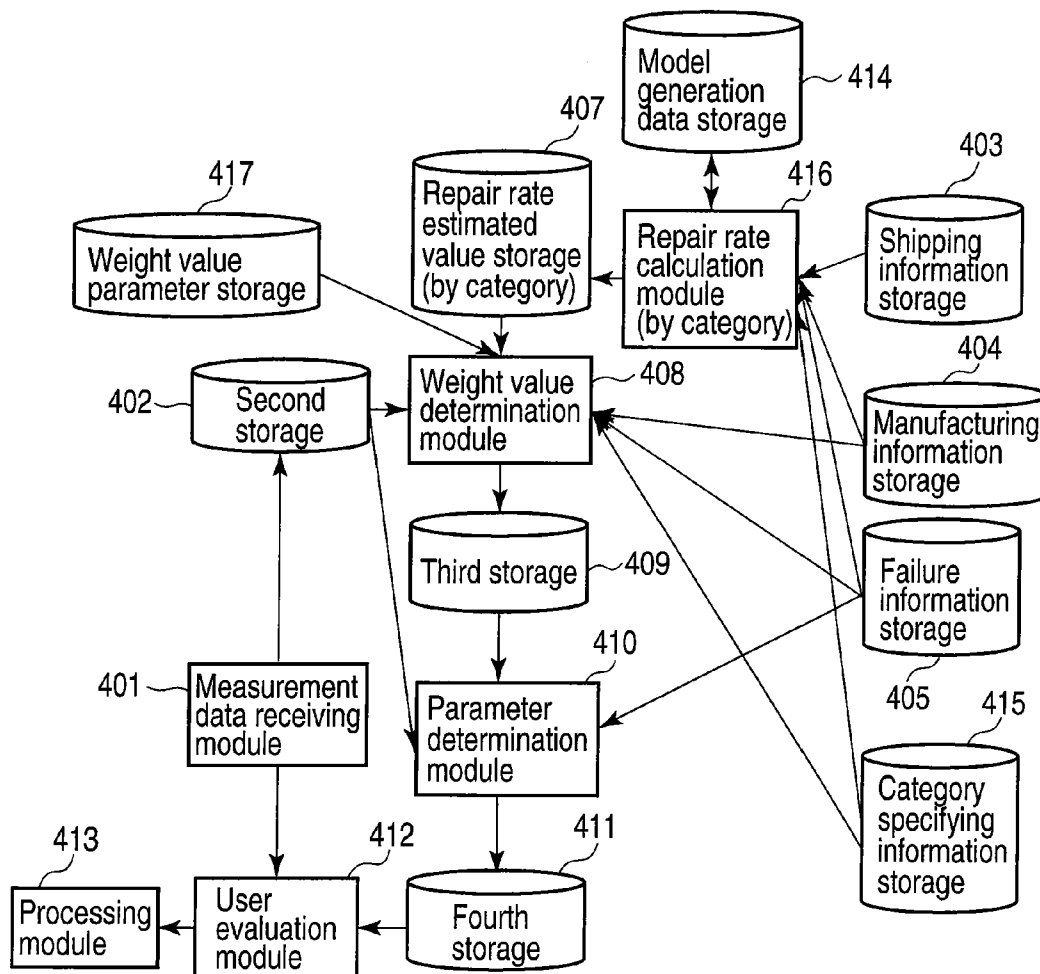 Model
generation
data storage
414
407
403
417
416
Repair rate
estimated
value storage
(by category)
Repair rate
calculation
module
(by category)
Shipping
information
storage
Weight value
parameter storage
404
402
Second
storage
Weight value
determination
module
408
Manufacturing
information
storage
Third storage
409
Failure
information
storage
405
401
Measurement
data receiving
module
410
Parameter
determination
module
415
Category
specifying
information
storage
413
412
411
Processing
module
User
evaluation
module
Fourth
storage